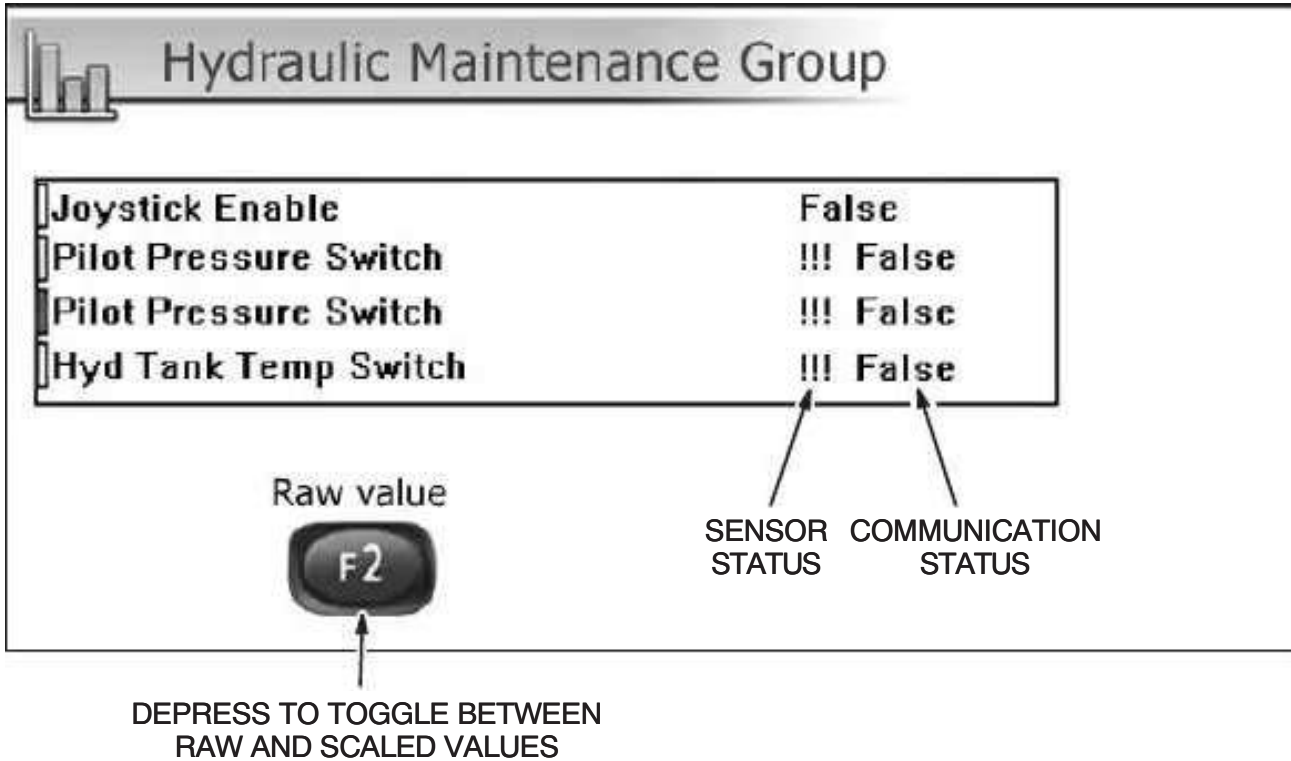 Hydraulic Maintenance Group
Joystick Enable False
Pilot Pressure Switch !!! False
Pilot Pressure Switch !!! False
Hyd Tank Temp Switch !!! False
Raw value
F2
SENSOR STATUS
COMMUNICATION STATUS
DEPRESS TO TOGGLE BETWEEN
RAW AND SCALED VALUES